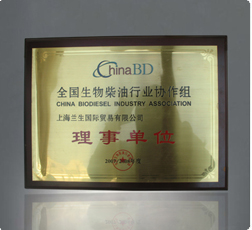 ChinaBD
全国生物柴油行业协作组
CHINA BIODIESEL INDUSTRY ASSOCIATION
上海兰生国际贸易有限公司
理事单位